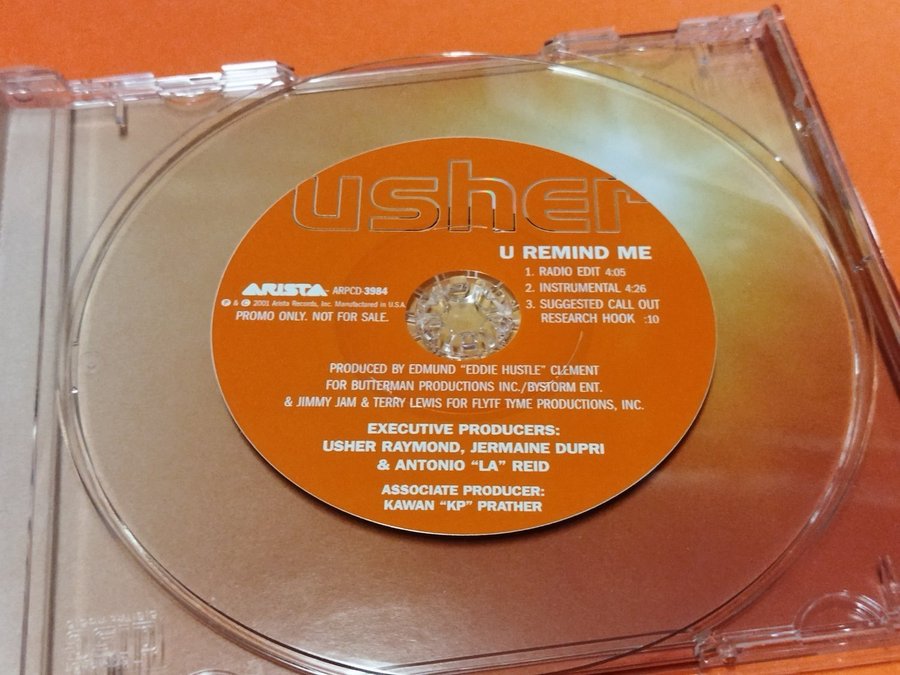 usher
U REMIND ME
1. RADIO EDIT 4:05
2. INSTRUMENTAL 4:26
3. SUGGESTED CALL OUT
RESEARCH HOOK :10
ARISTA ARPCD-3984
℗ & © 2001 Arista Records, Inc. Manufactured in U.S.A.
PROMO ONLY. NOT FOR SALE.
PRODUCED BY EDMUND "EDDIE HUSTLE" CLEMENT
FOR BUTTERMAN PRODUCTIONS INC./BYSTORM ENT.
& JIMMY JAM & TERRY LEWIS FOR FLYTE TYME PRODUCTIONS, INC.
EXECUTIVE PRODUCERS:
USHER RAYMOND, JERMAINE DUPRI
& ANTONIO "LA" REID
ASSOCIATE PRODUCER:
KAWAN "KP" PRATHER